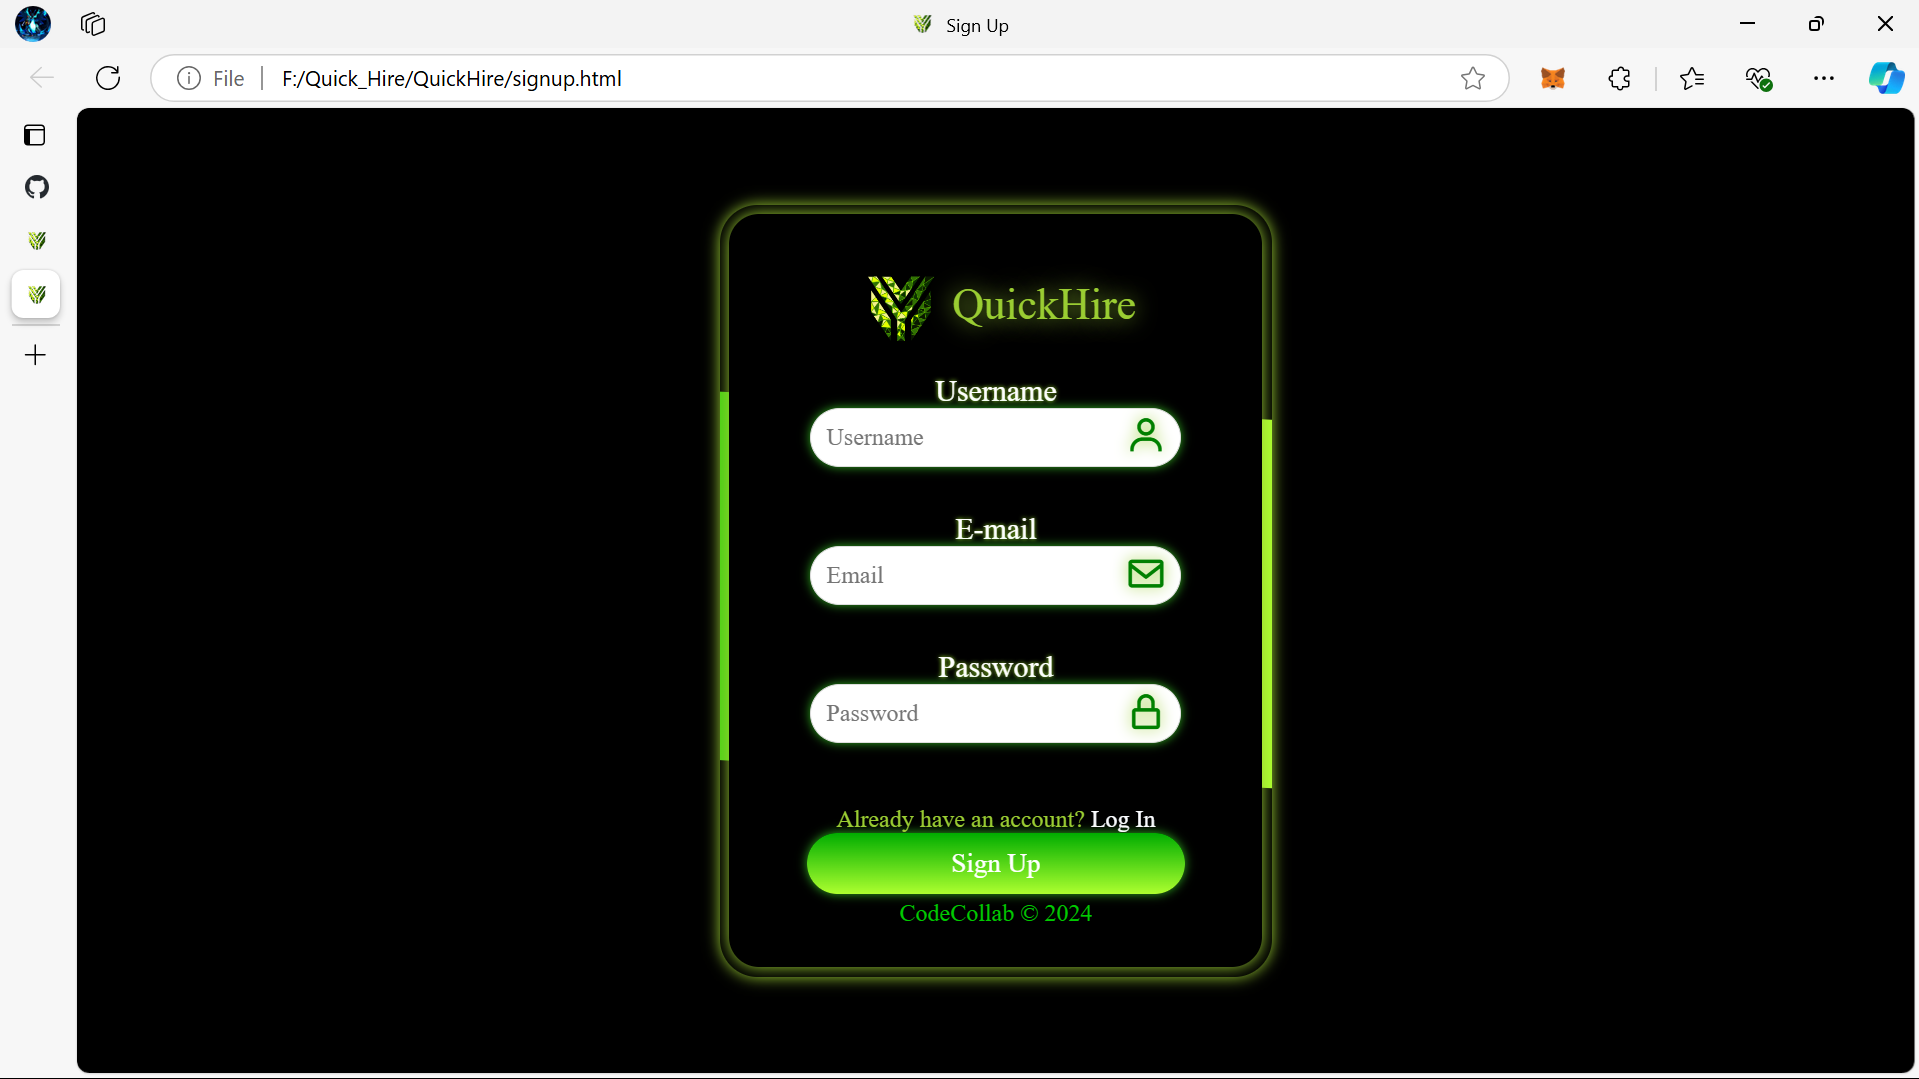 Sign Up
File
F:/Quick_Hire/QuickHire/signup.html
QuickHire
Username
Username
E-mail
Email
Password
Password
Already have an account? Log In
Sign Up
CodeCollab © 2024